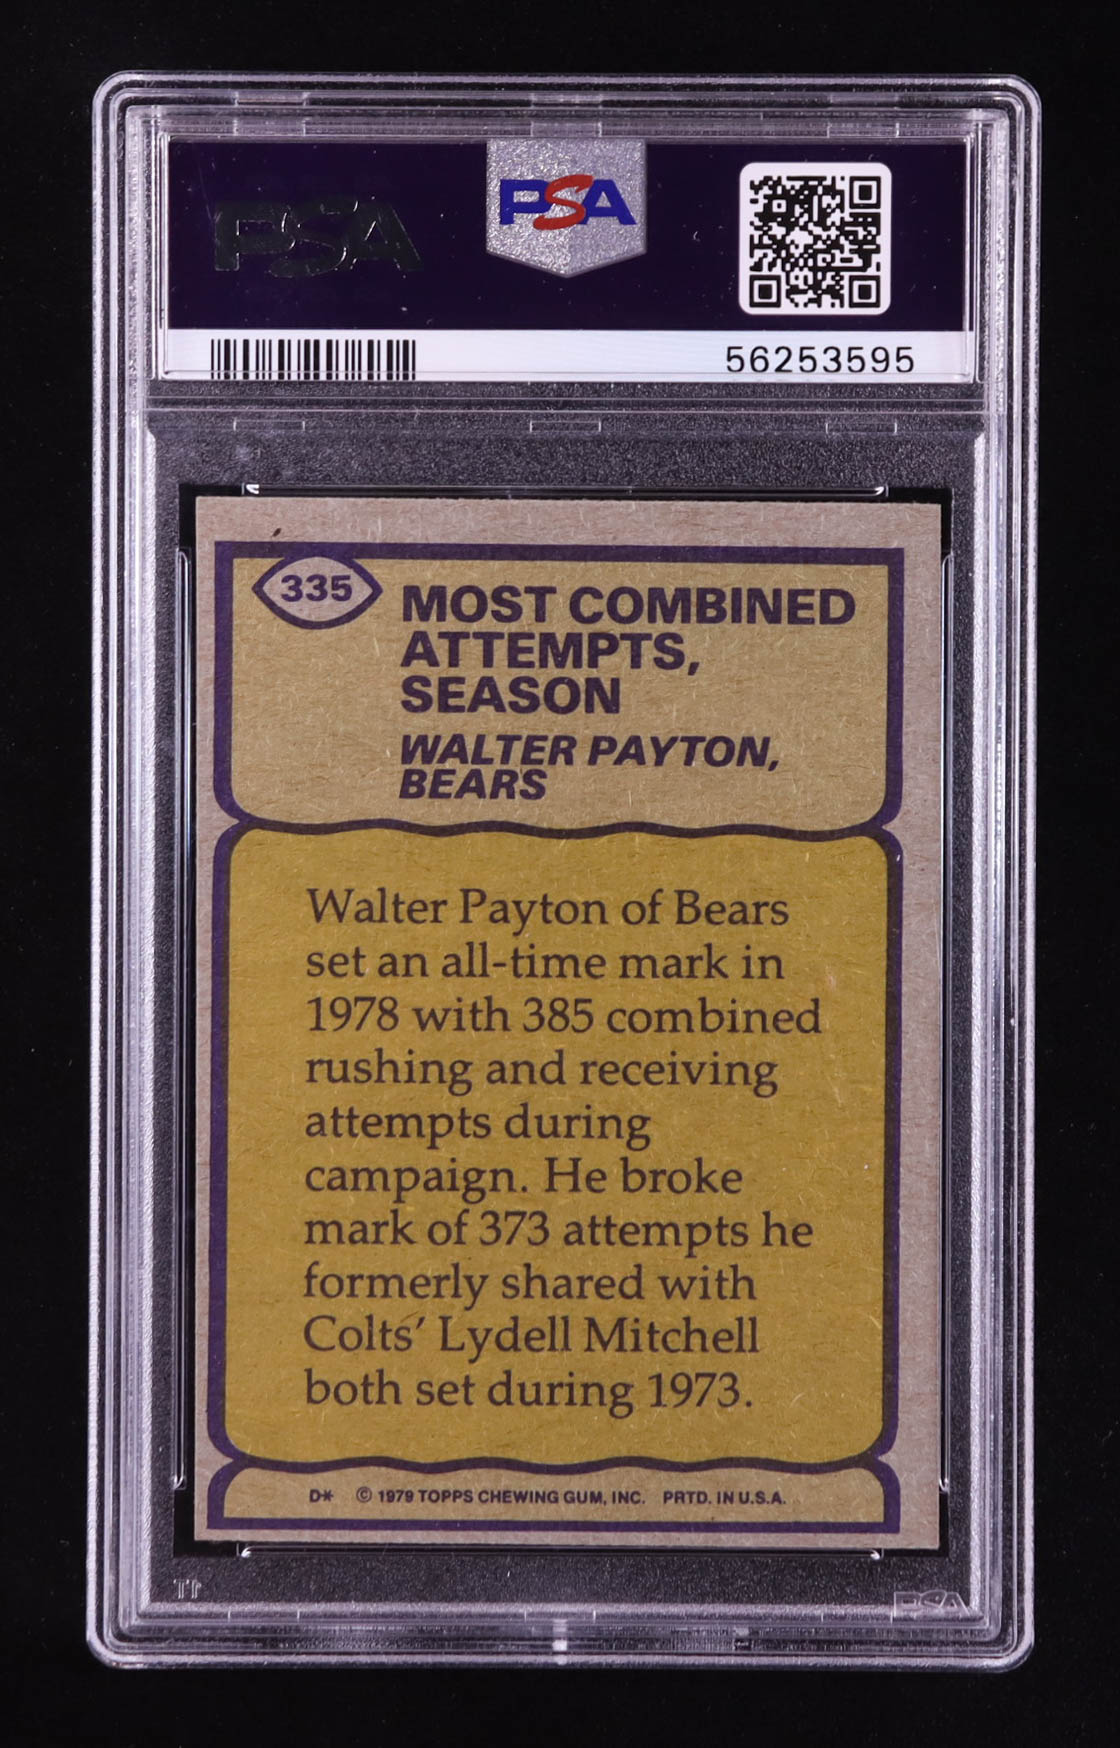 PSA
PSA
56253595
335
MOST COMBINED
ATTEMPTS,
SEASON
WALTER PAYTON,
BEARS
Walter Payton of Bears
set an all-time mark in
1978 with 385 combined
rushing and receiving
attempts during
campaign. He broke
mark of 373 attempts he
formerly shared with
Colts' Lydell Mitchell
both set during 1973.
D* © 1979 TOPPS CHEWING GUM, INC. PRTD. IN U.S.A.
PSA